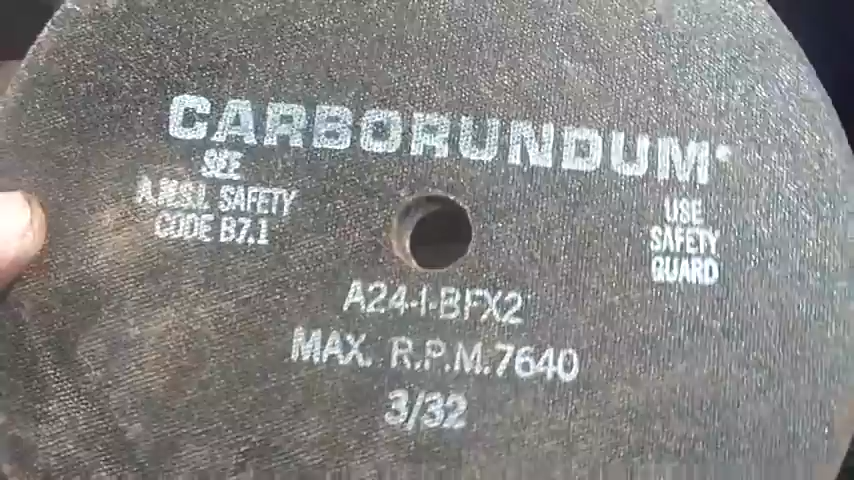 CARBORUNDUM
SEE
A.N.S.I. SAFETY
CODE B7.1
USE
SAFETY
GUARD
A24-I-BFX2
MAX. R.P.M.7640
3/32